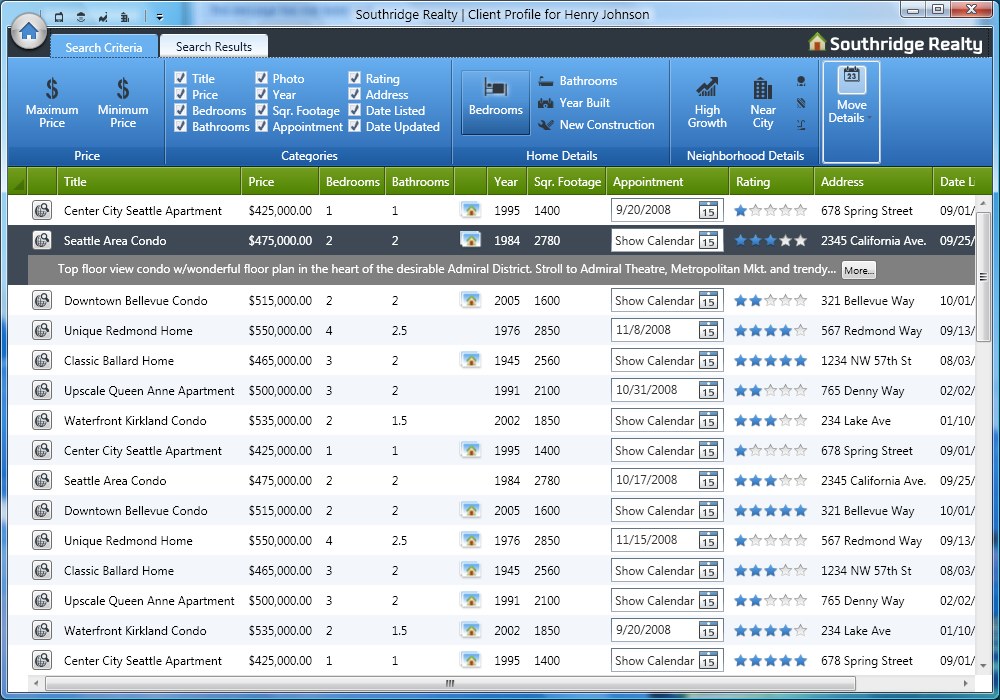 Southridge Realty | Client Profile for Henry Johnson
Search Criteria
Search Results
Southridge Realty
Maximum Price
Minimum Price
Price
Title
Price
Bedrooms
Bathrooms
Photo
Year
Sqr. Footage
Appointment
Rating
Address
Date Listed
Date Updated
Categories
Bedrooms
Bathrooms
Year Built
New Construction
Home Details
High Growth
Near City
Neighborhood Details
23
Move Details
Title Price Bedrooms Bathrooms Year Sqr. Footage Appointment Rating Address Date Li
Center City Seattle Apartment $425,000.00 1 1 1995 1400 9/20/2008 15 678 Spring Street 09/01/
Seattle Area Condo $475,000.00 2 2 1984 2780 Show Calendar 15 2345 California Ave. 09/25/
Top floor view condo w/wonderful floor plan in the heart of the desirable Admiral District. Stroll to Admiral Theatre, Metropolitan Mkt. and trendy... More...
Downtown Bellevue Condo $515,000.00 2 2 2005 1600 Show Calendar 15 321 Bellevue Way 10/01/
Unique Redmond Home $550,000.00 4 2.5 1976 2850 11/8/2008 15 567 Redmond Way 09/13/
Classic Ballard Home $465,000.00 3 2 1945 2560 Show Calendar 15 1234 NW 57th St 08/03/
Upscale Queen Anne Apartment $500,000.00 3 2 1991 2100 10/31/2008 15 765 Denny Way 02/02/
Waterfront Kirkland Condo $535,000.00 2 1.5 2002 1850 Show Calendar 15 234 Lake Ave 01/10/
Center City Seattle Apartment $425,000.00 1 1 1995 1400 Show Calendar 15 678 Spring Street 09/01/
Seattle Area Condo $475,000.00 2 2 1984 2780 10/17/2008 15 2345 California Ave. 09/25/
Downtown Bellevue Condo $515,000.00 2 2 2005 1600 Show Calendar 15 321 Bellevue Way 10/01/
Unique Redmond Home $550,000.00 4 2.5 1976 2850 11/15/2008 15 567 Redmond Way 09/13/
Classic Ballard Home $465,000.00 3 2 1945 2560 Show Calendar 15 1234 NW 57th St 08/03/
Upscale Queen Anne Apartment $500,000.00 3 2 1991 2100 Show Calendar 15 765 Denny Way 02/02/
Waterfront Kirkland Condo $535,000.00 2 1.5 2002 1850 9/20/2008 15 234 Lake Ave 01/10/
Center City Seattle Apartment $425,000.00 1 1 1995 1400 Show Calendar 15 678 Spring Street 09/01/